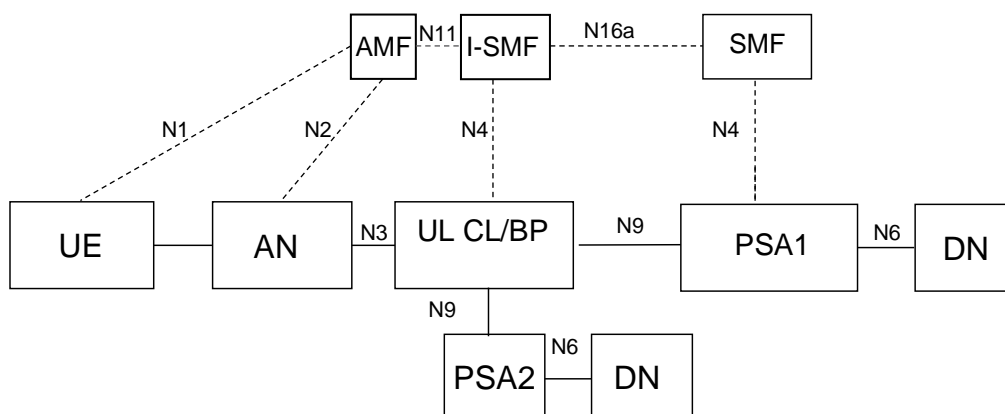 AMF
N11
I-SMF
N16a
SMF
N1
N2
N4
N4
UE
AN
N3
UL CL/BP
N9
PSA1
N6
DN
N9
PSA2
N6
DN